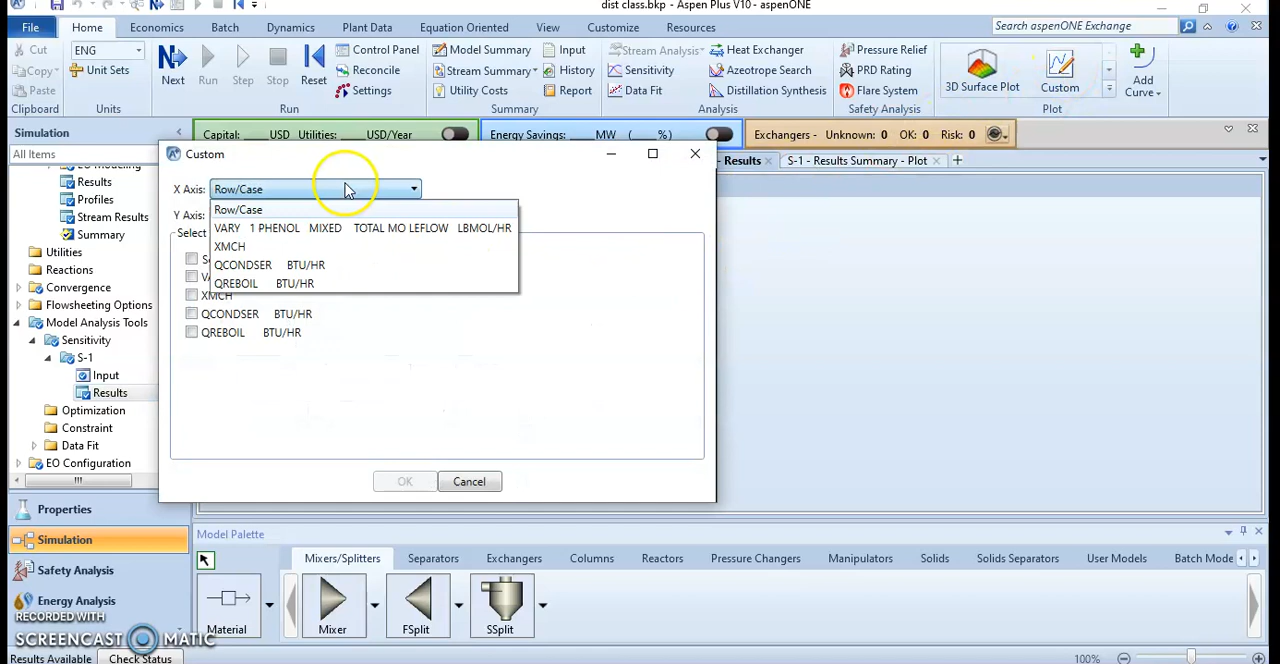 dist class.bkp - Aspen Plus V10 - aspenONE
File Home Economics Batch Dynamics Plant Data Equation Oriented View Customize Resources Search aspenONE Exchange
Cut ENG Control Panel Model Summary Input Stream Analysis Heat Exchanger Pressure Relief
Copy Unit Sets Next Run Step Stop Reset Reconcile Stream Summary History Sensitivity Azeotrope Search PRD Rating 3D Surface Plot Custom Add Curve
Paste Settings Utility Costs Report Data Fit Distillation Synthesis Flare System
Clipboard Units Run Summary Analysis Safety Analysis Plot
Simulation Capital: USD Utilities: USD/Year Energy Savings: MW ( %) Exchangers - Unknown: 0 OK: 0 Risk: 0
All Items Custom Results S-1 - Results Summary - Plot +
Results
Profiles
Stream Results
Summary
Utilities
Reactions
Convergence
Flowsheeting Options
Model Analysis Tools
Sensitivity
S-1
Input
Results
Optimization
Constraint
Data Fit
EO Configuration
X Axis: Row/Case
Y Axis:
Row/Case
VARY 1 PHENOL MIXED TOTAL MO LEFLOW LBMOL/HR
XMCH
QCONDSER BTU/HR
QREBOIL BTU/HR
Select
XMCH
QCONDSER BTU/HR
QREBOIL BTU/HR
OK Cancel
Properties
Simulation
Safety Analysis
Energy Analysis
Model Palette
Mixers/Splitters Separators Exchangers Columns Reactors Pressure Changers Manipulators Solids Solids Separators User Models Batch Mode
Material Mixer FSplit SSplit
RECORDED WITH
SCREENCAST MATIC
Results Available Check Status 100%